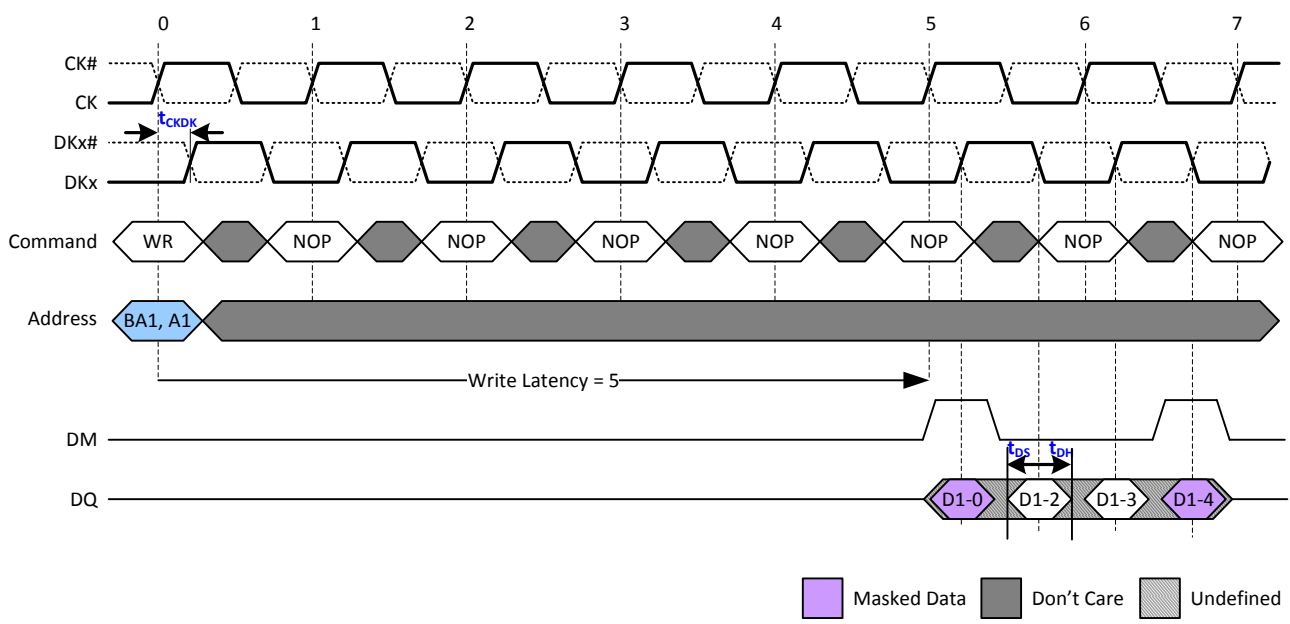 0 1 2 3 4 5 6 7
CK#
CK
tCKDK
DKx#
DKx
Command WR NOP NOP NOP NOP NOP NOP NOP
Address BA1, A1
Write Latency = 5
DM
tDS tDH
DQ D1-0 D1-2 D1-3 D1-4
Masked Data Don't Care Undefined